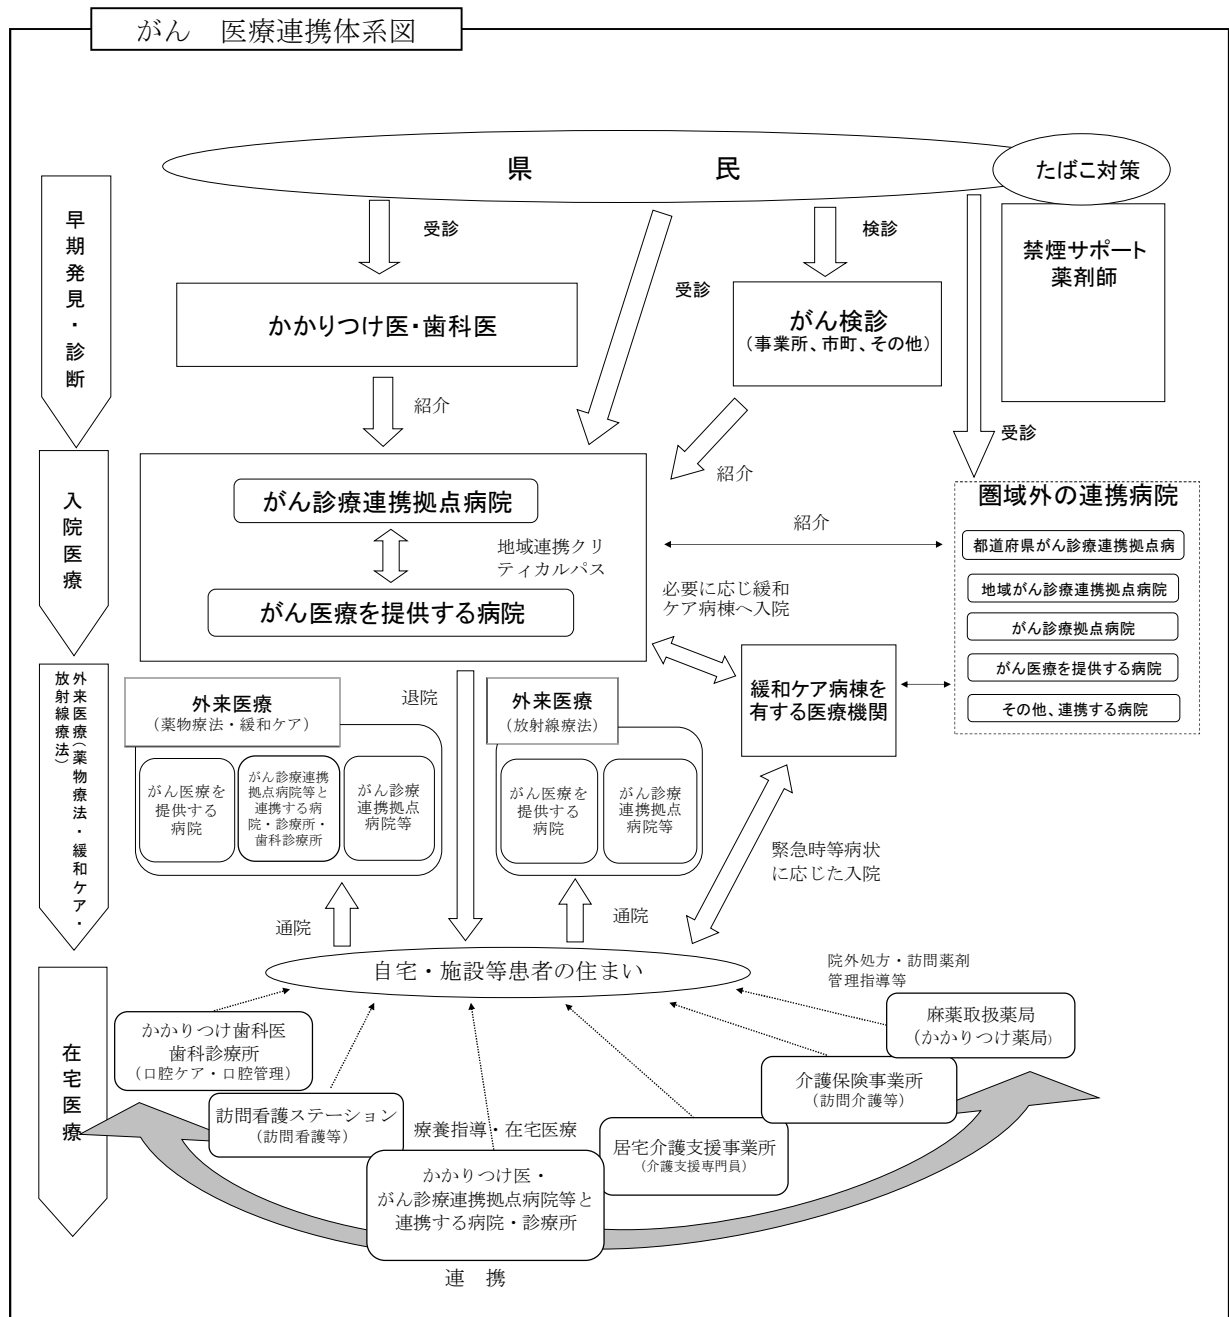 がん　医療連携体系図
県　民
たばこ対策
早期発見・診断
受診
検診
禁煙サポート
薬剤師
受診
かかりつけ医・歯科医
がん検診
（事業所、市町、その他）
紹介
受診
紹介
入院医療
がん診療連携拠点病院
地域連携クリ
ティカルパス
がん医療を提供する病院
紹介
圏域外の連携病院
都道府県がん診療連携拠点病
地域がん診療連携拠点病院
がん診療拠点病院
がん医療を提供する病院
その他、連携する病院
必要に応じ緩和
ケア病棟へ入院
緩和ケア病棟を
有する医療機関
外来医療（薬物療法・緩和ケア・
放射線療法）
外来医療
（薬物療法・緩和ケア）
がん医療を
提供する
病院
がん診療連携
拠点病院等と
連携する病
院・診療所・
歯科診療所
がん診療
連携拠点
病院等
退院
外来医療
（放射線療法）
がん医療を
提供する
病院
がん診療
連携拠点
病院等
緊急時等病状
に応じた入院
通院
通院
自宅・施設等患者の住まい
院外処方・訪問薬剤
管理指導等
在宅医療
かかりつけ歯科医
歯科診療所
（口腔ケア・口腔管理）
訪問看護ステーション
（訪問看護等）
療養指導・在宅医療
かかりつけ医・
がん診療連携拠点病院等と
連携する病院・診療所
居宅介護支援事業所
（介護支援専門員）
介護保険事業所
（訪問介護等）
麻薬取扱薬局
（かかりつけ薬局）
連　携